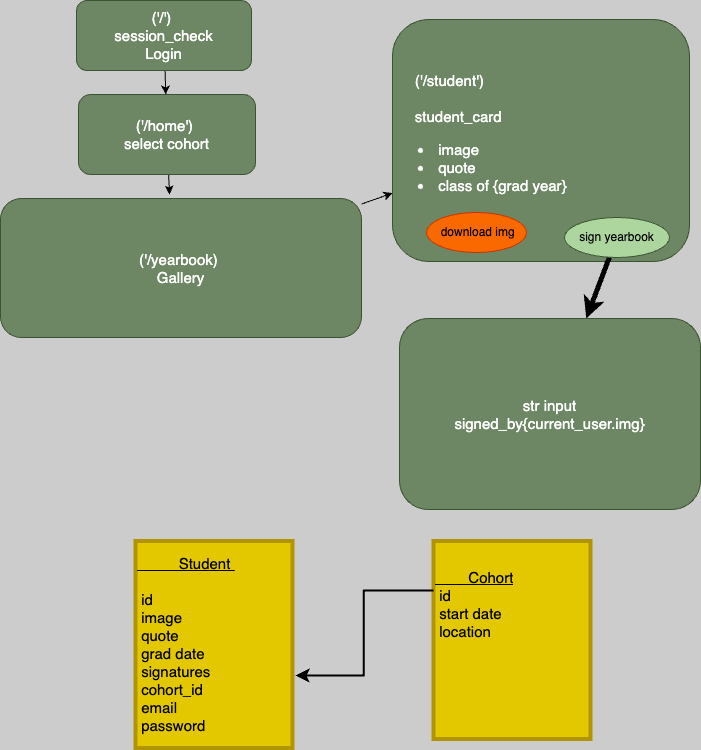 ('/')
session_check
Login
('/home')
select cohort
('/yearbook)
Gallery
('/student')
student_card
• image
• quote
• class of {grad year}
download img
sign yearbook
str input
signed_by{current_user.img}
Student
id
image
quote
grad date
signatures
cohort_id
email
password
Cohort
id
start date
location